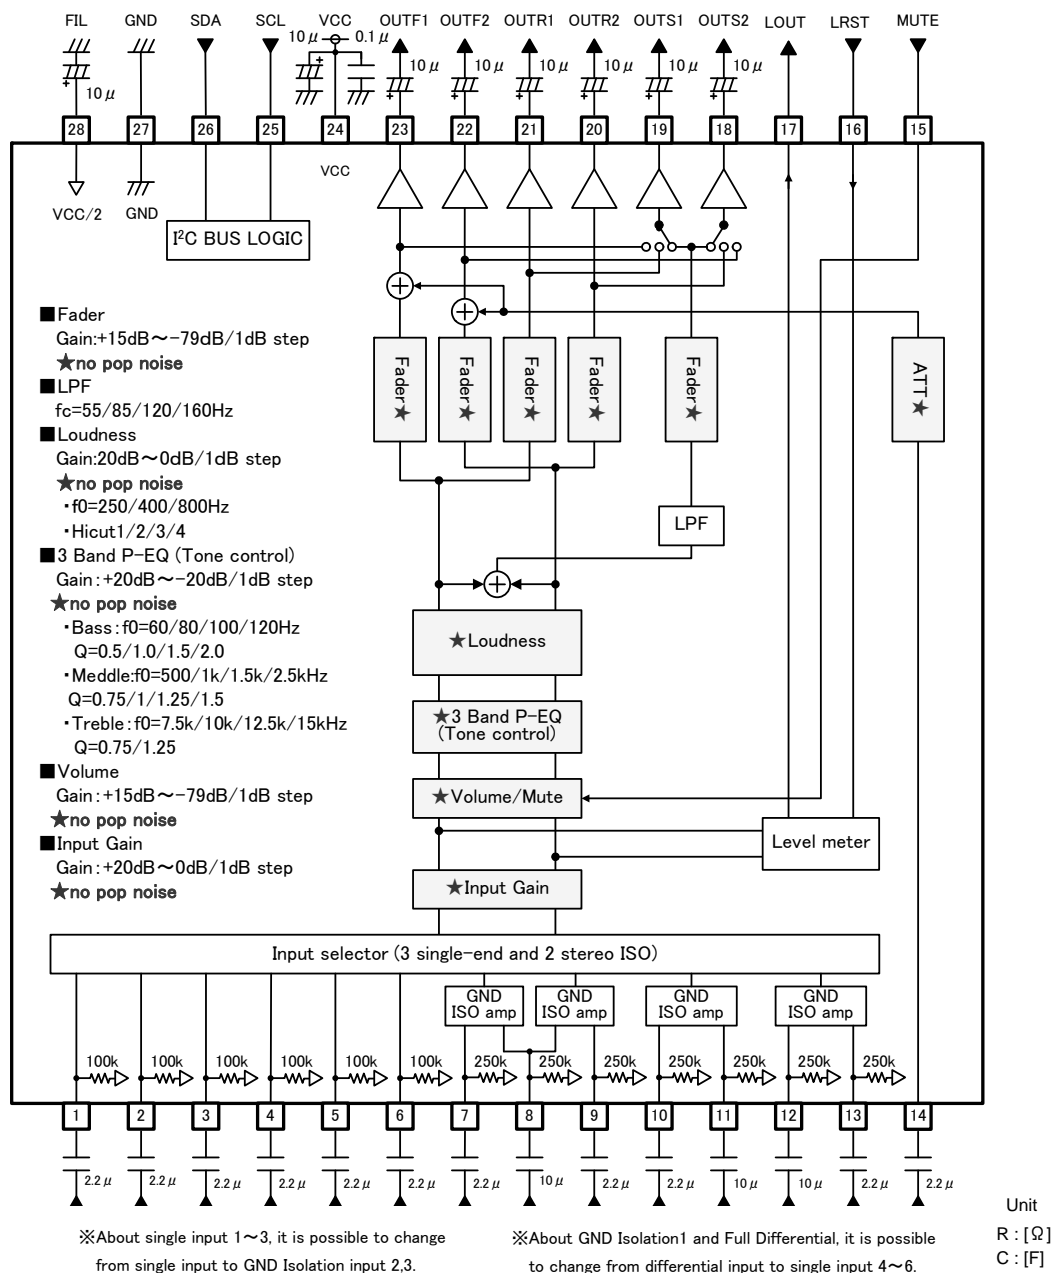 FIL GND SDA SCL VCC OUTF1 OUTF2 OUTR1 OUTR2 OUTS1 OUTS2 LOUT LRST MUTE
10μ 0.1μ
10μ 10μ 10μ 10μ 10μ 10μ 10μ
+ + + + + + + +
28 27 26 25 24 23 22 21 20 19 18 17 16 15
VCC/2 GND VCC
I²C BUS LOGIC
■Fader
Gain:+15dB～-79dB/1dB step
★no pop noise
■LPF
fc=55/85/120/160Hz
■Loudness
Gain:20dB～0dB/1dB step
★no pop noise
・f0=250/400/800Hz
・Hicut1/2/3/4
■3 Band P-EQ (Tone control)
Gain:+20dB～-20dB/1dB step
★no pop noise
・Bass:f0=60/80/100/120Hz
Q=0.5/1.0/1.5/2.0
・Meddle:f0=500/1k/1.5k/2.5kHz
Q=0.75/1/1.25/1.5
・Treble:f0=7.5k/10k/12.5k/15kHz
Q=0.75/1.25
■Volume
Gain:+15dB～-79dB/1dB step
★no pop noise
■Input Gain
Gain:+20dB～0dB/1dB step
★no pop noise
Fader★ Fader★ Fader★ Fader★ Fader★ ATT★
LPF
★Loudness
★3 Band P-EQ
(Tone control)
★Volume/Mute
Level meter
★Input Gain
Input selector (3 single-end and 2 stereo ISO)
GND
ISO amp
GND
ISO amp
GND
ISO amp
GND
ISO amp
100k 100k 100k 100k 100k 100k 250k 250k 250k 250k 250k 250k 250k
1 2 3 4 5 6 7 8 9 10 11 12 13 14
2.2μ 2.2μ 2.2μ 2.2μ 2.2μ 2.2μ 2.2μ 10μ 2.2μ 2.2μ 10μ 10μ 2.2μ 2.2μ
※About single input 1～3, it is possible to change
from single input to GND Isolation input 2,3.
※About GND Isolation1 and Full Differential, it is possible
to change from differential input to single input 4～6.
Unit
R : [Ω]
C : [F]